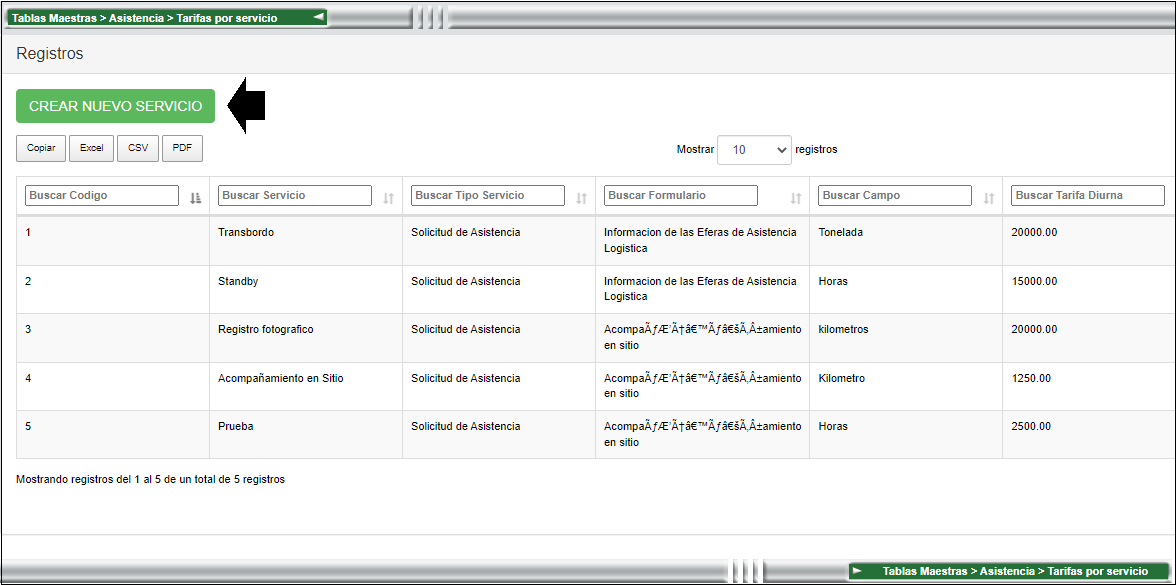 Tablas Maestras > Asistencia > Tarifas por servicio
Registros
CREAR NUEVO SERVICIO
Copiar Excel CSV PDF
Mostrar 10 registros
Buscar Codigo Buscar Servicio Buscar Tipo Servicio Buscar Formulario Buscar Campo Buscar Tarifa Diurna
1 Transbordo Solicitud de Asistencia Informacion de las Eferas de Asistencia Tonelada 20000.00
Logistica
2 Standby Solicitud de Asistencia Informacion de las Eferas de Asistencia Horas 15000.00
Logistica
3 Registro fotografico Solicitud de Asistencia AcompaÃƒÆ’Ã†â€™Ãƒâ€šÃ‚Â±amiento kilometros 20000.00
en sitio
4 Acompañamiento en Sitio Solicitud de Asistencia AcompaÃƒÆ’Ã†â€™Ãƒâ€šÃ‚Â±amiento Kilometro 1250.00
en sitio
5 Prueba Solicitud de Asistencia AcompaÃƒÆ’Ã†â€™Ãƒâ€šÃ‚Â±amiento Horas 2500.00
en sitio
Mostrando registros del 1 al 5 de un total de 5 registros
Tablas Maestras > Asistencia > Tarifas por servicio